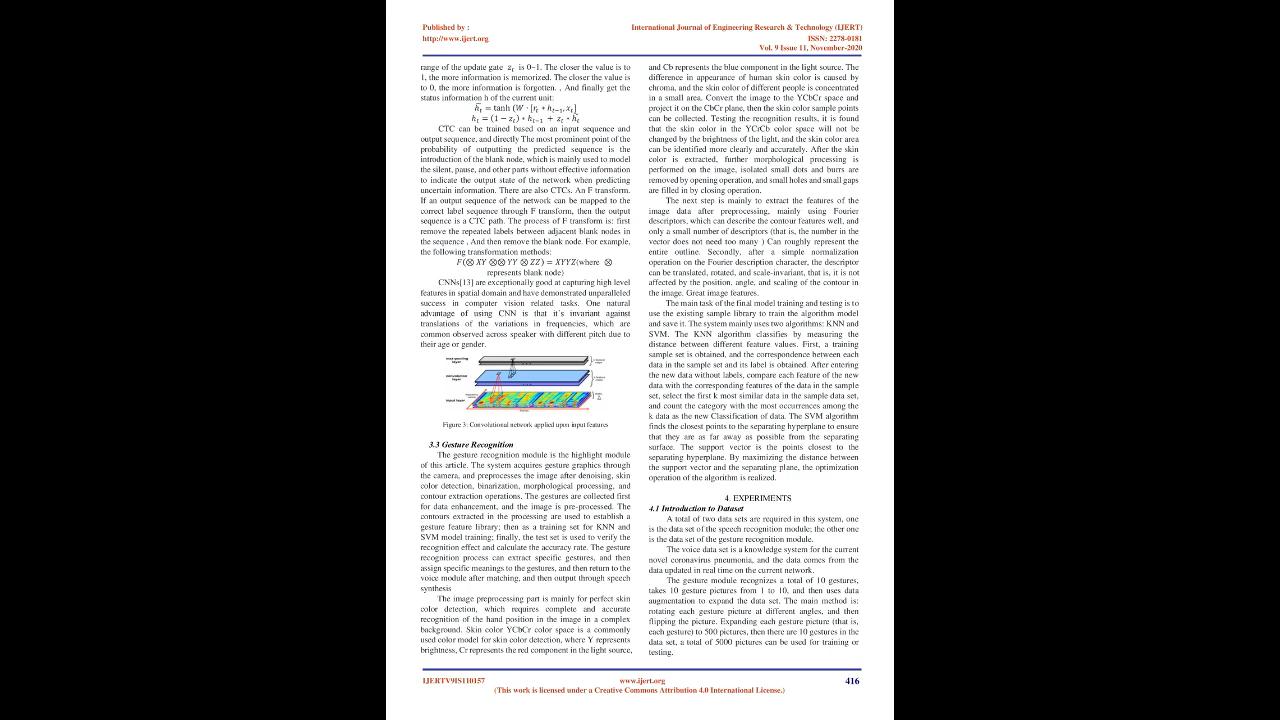 Published by :
http://www.ijert.org
International Journal of Engineering Research & Technology (IJERT)
ISSN: 2278-0181
Vol. 9 Issue 11, November-2020
range of the update gate z_t is 0~1. The closer the value is to
1, the more information is memorized. The closer the value is
to 0, the more information is forgotten. , And finally get the
status information h of the current unit:
h̃_t = tanh (W · [r_t ∗ h_{t−1}, x_t]
h_t = (1 − z_t) ∗ h_{t−1} + z_t ∗ h̃_t
CTC can be trained based on an input sequence and
output sequence, and directly The most prominent point of the
probability of outputting the predicted sequence is the
introduction of the blank node, which is mainly used to model
the silent, pause, and other parts without effective information
to indicate the output state of the network when predicting
uncertain information. There are also CTCs. An F transform.
If an output sequence of the network can be mapped to the
correct label sequence through F transform, then the output
sequence is a CTC path. The process of F transform is: first
remove the repeated labels between adjacent blank nodes in
the sequence , And then remove the blank node. For example,
the following transformation methods:
F(⊗ XY ⊗⊗ YY ⊗ ZZ) = XYYZ(where ⊗
represents blank node)
CNNs[13] are exceptionally good at capturing high level
features in spatial domain and have demonstrated unparalleled
success in computer vision related tasks. One natural
advantage of using CNN is that it's invariant against
translations of the variations in frequencies, which are
common observed across speaker with different pitch due to
their age or gender.
max-pooling
layer
convolution
layer
input layer
Figure 3: Convolutional network applied upon input features
3.3 Gesture Recognition
The gesture recognition module is the highlight module
of this article. The system acquires gesture graphics through
the camera, and preprocesses the image after denoising, skin
color detection, binarization, morphological processing, and
contour extraction operations. The gestures are collected first
for data enhancement, and the image is pre-processed. The
contours extracted in the processing are used to establish a
gesture feature library; then as a training set for KNN and
SVM model training; finally, the test set is used to verify the
recognition effect and calculate the accuracy rate. The gesture
recognition process can extract specific gestures, and then
assign specific meanings to the gestures, and then return to the
voice module after matching, and then output through speech
synthesis
The image preprocessing part is mainly for perfect skin
color detection, which requires complete and accurate
recognition of the hand position in the image in a complex
background. Skin color YCbCr color space is a commonly
used color model for skin color detection, where Y represents
brightness, Cr represents the red component in the light source,
and Cb represents the blue component in the light source. The
difference in appearance of human skin color is caused by
chroma, and the skin color of different people is concentrated
in a small area. Convert the image to the YCbCr space and
project it on the CbCr plane, then the skin color sample points
can be collected. Testing the recognition results, it is found
that the skin color in the YCrCb color space will not be
changed by the brightness of the light, and the skin color area
can be identified more clearly and accurately. After the skin
color is extracted, further morphological processing is
performed on the image, isolated small dots and burrs are
removed by opening operation, and small holes and small gaps
are filled in by closing operation.
The next step is mainly to extract the features of the
image data after preprocessing, mainly using Fourier
descriptors, which can describe the contour features well, and
only a small number of descriptors (that is, the number in the
vector does not need too many ) Can roughly represent the
entire outline. Secondly, after a simple normalization
operation on the Fourier description character, the descriptor
can be translated, rotated, and scale-invariant, that is, it is not
affected by the position, angle, and scaling of the contour in
the image. Great image features.
The main task of the final model training and testing is to
use the existing sample library to train the algorithm model
and save it. The system mainly uses two algorithms: KNN and
SVM. The KNN algorithm classifies by measuring the
distance between different feature values. First, a training
sample set is obtained, and the correspondence between each
data in the sample set and its label is obtained. After entering
the new data without labels, compare each feature of the new
data with the corresponding features of the data in the sample
set, select the first k most similar data in the sample data set,
and count the category with the most occurrences among the
k data as the new Classification of data. The SVM algorithm
finds the closest points to the separating hyperplane to ensure
that they are as far away as possible from the separating
surface. The support vector is the points closest to the
separating hyperplane. By maximizing the distance between
the support vector and the separating plane, the optimization
operation of the algorithm is realized.
4. EXPERIMENTS
4.1 Introduction to Dataset
A total of two data sets are required in this system, one
is the data set of the speech recognition module; the other one
is the data set of the gesture recognition module.
The voice data set is a knowledge system for the current
novel coronavirus pneumonia, and the data comes from the
data updated in real time on the current network.
The gesture module recognizes a total of 10 gestures,
takes 10 gesture pictures from 1 to 10, and then uses data
augmentation to expand the data set. The main method is:
rotating each gesture picture at different angles, and then
flipping the picture. Expanding each gesture picture (that is,
each gesture) to 500 pictures, then there are 10 gestures in the
data set, a total of 5000 pictures can be used for training or
testing.
IJERTV9IS110157
www.ijert.org
416
(This work is licensed under a Creative Commons Attribution 4.0 International License.)